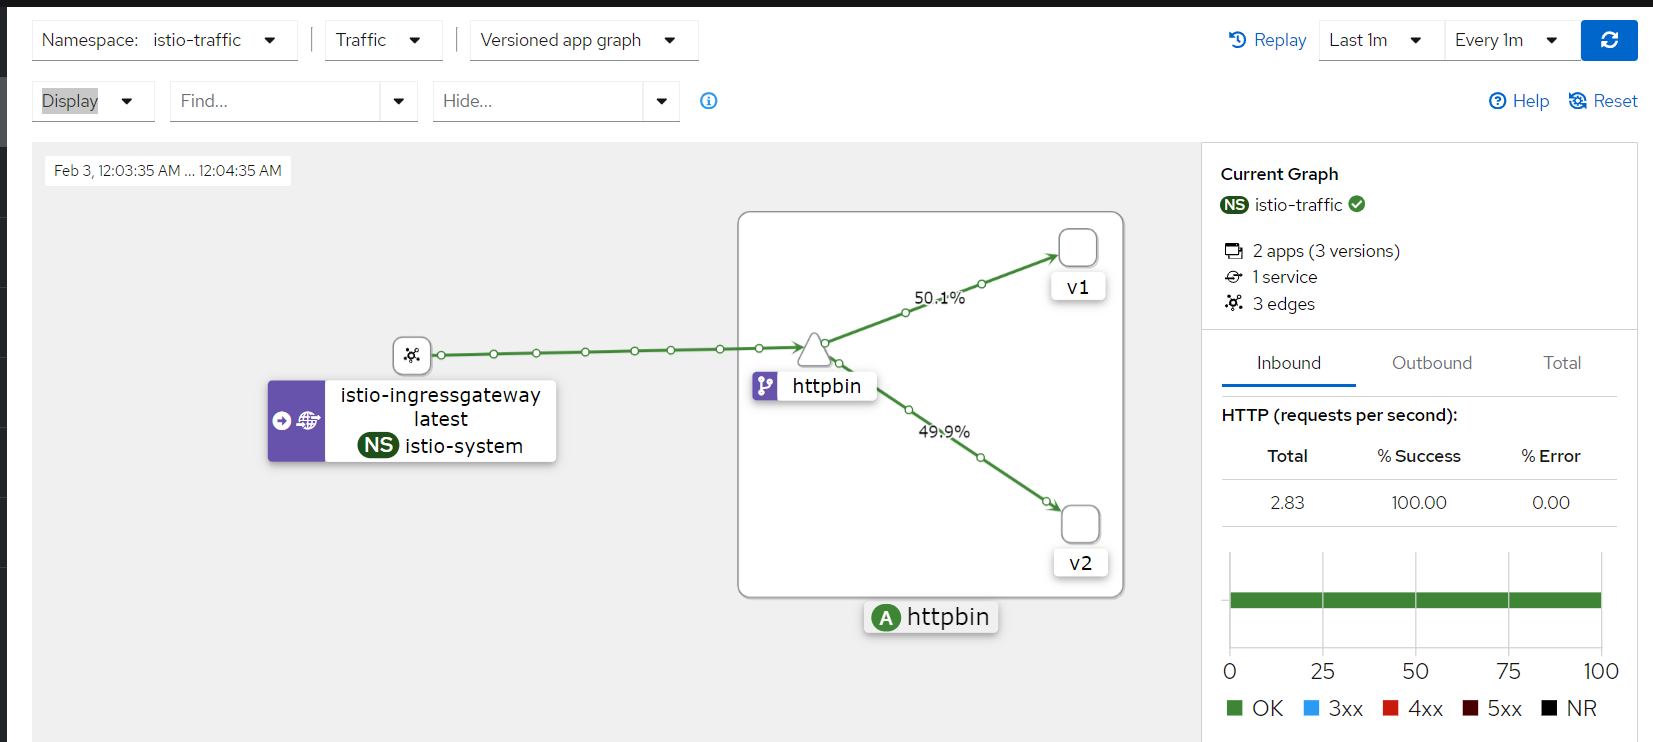 Namespace: istio-traffic
Traffic
Versioned app graph
Replay
Last 1m
Every 1m
Display
Find...
Hide...
Help
Reset
Feb 3, 12:03:35 AM ... 12:04:35 AM
istio-ingressgateway
latest
NS istio-system
50.1%
49.9%
httpbin
v1
v2
A httpbin
Current Graph
NS istio-traffic
2 apps (3 versions)
1 service
3 edges
Inbound
Outbound
Total
HTTP (requests per second):
Total % Success % Error
2.83 100.00 0.00
0 25 50 75 100
OK 3xx 4xx 5xx NR